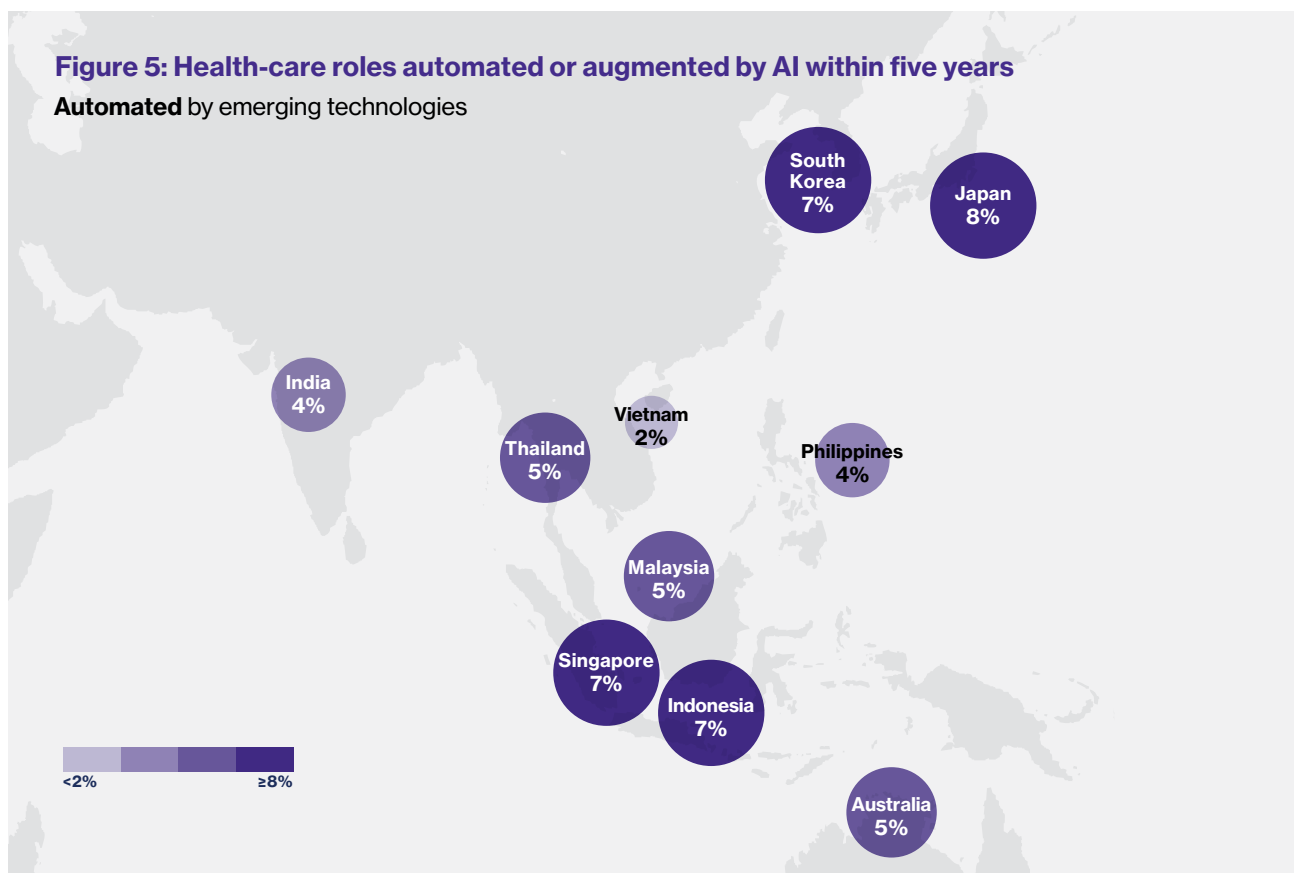 Figure 5: Health-care roles automated or augmented by AI within five years
Automated by emerging technologies
South
Korea
7%
Japan
8%
India
4%
Vietnam
2%
Thailand
5%
Philippines
4%
Malaysia
5%
Singapore
7%
Indonesia
7%
Australia
5%
<2%
≥8%